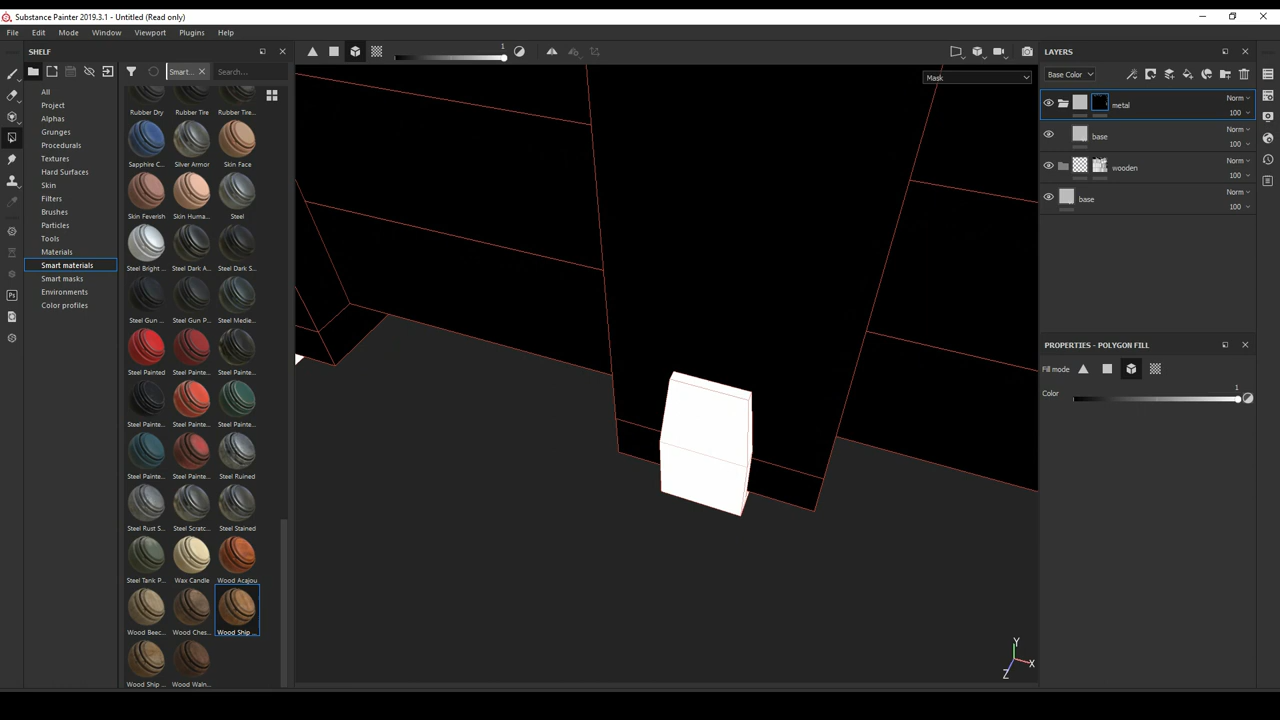 Substance Painter 2019.3.1 - Untitled (Read only)
File Edit Mode Window Viewport Plugins Help
SHELF
1
LAYERS
Smart... Search...
Mask
Base Color
All
Project
Alphas
Grunges
Procedurals
Textures
Hard Surfaces
Skin
Filters
Brushes
Particles
Tools
Materials
Smart materials
Smart masks
Environments
Color profiles
Rubber Dry Rubber Tire Rubber Tire...
Sapphire C... Silver Armor Skin Face
Skin Feverish Skin Huma... Steel
Steel Bright ... Steel Dark A... Steel Dark S...
Steel Gun ... Steel Gun P... Steel Medie...
Steel Painted Steel Painte... Steel Painte...
Steel Painte... Steel Painte... Steel Painte...
Steel Painte... Steel Painte... Steel Ruined
Steel Rust S... Steel Scratc... Steel Stained
Steel Tank P... Wax Candle Wood Acajou
Wood Beec... Wood Ches... Wood Ship ...
Wood Ship ... Wood Waln...
metal Norm 100
base Norm 100
wooden Norm 100
base Norm 100
PROPERTIES - POLYGON FILL
Fill mode
Color 1
Y
X
Z
Ps